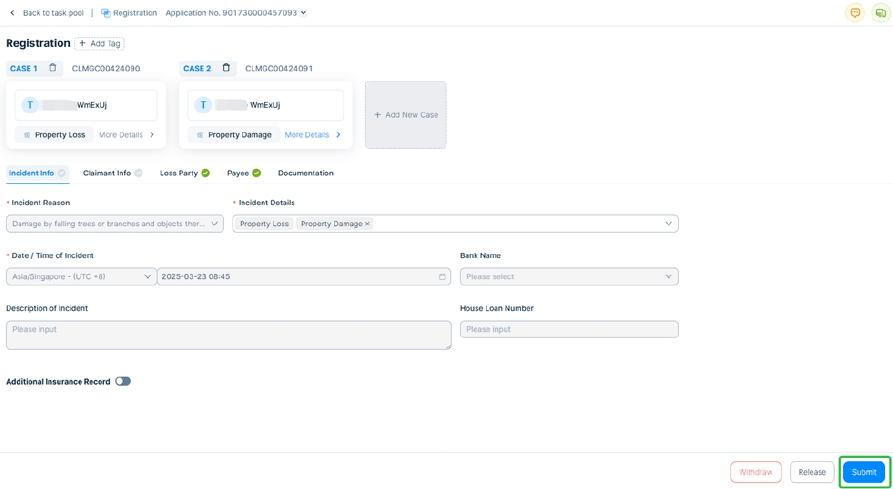 Back to task pool | Registration Application No. 901730000457093
Registration + Add Tag
CASE 1 CLMGC00424090 CASE 2 CLMGC00424091
T WmExUj T WmExUj
+ Add New Case
Property Loss More Details > Property Damage More Details >
Incident Info Claimant Info Loss Party Payee Documentation
* Incident Reason * Incident Details
Damage by falling trees or branches and objects ther... Property Loss Property Damage ×
* Date / Time of Incident Bank Name
Asia/Singapore - (UTC +8) 2025-03-23 08:45 Please select
Description of Incident House Loan Number
Please input Please input
Additional Insurance Record
Withdraw Release Submit